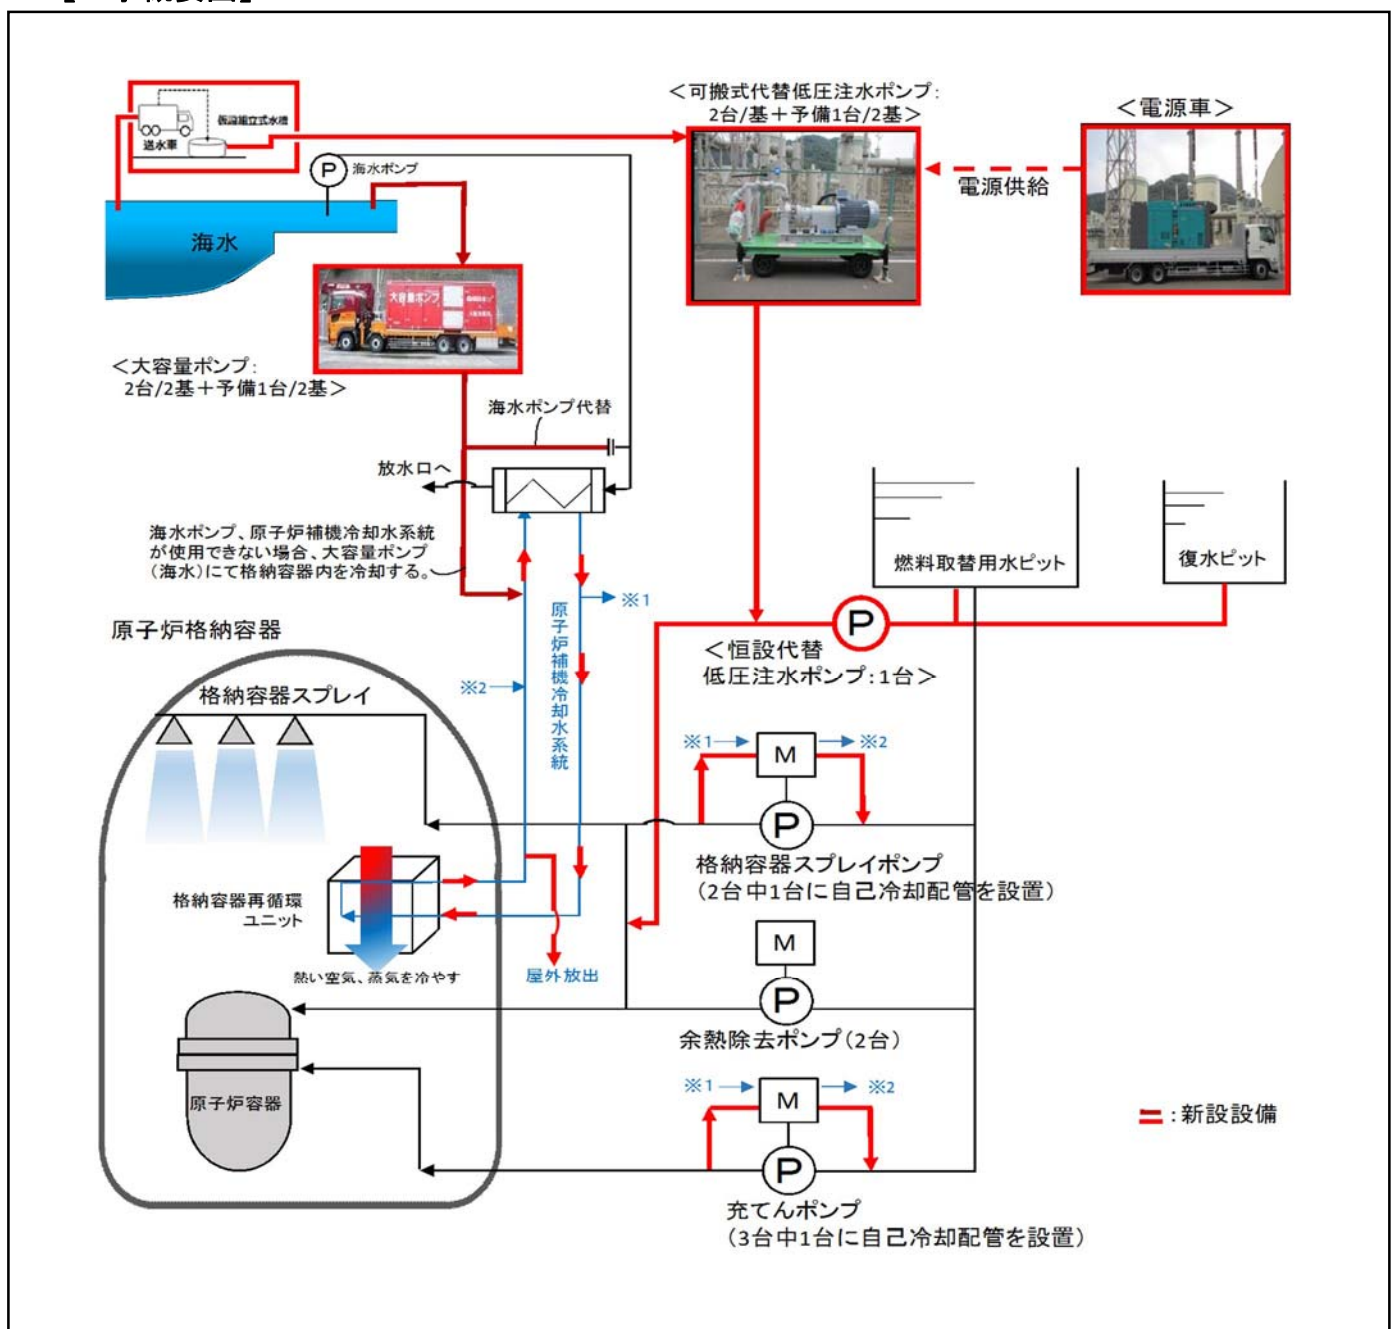 仮設組立式水槽
送水車
P 海水ポンプ
海水
＜可搬式代替低圧注水ポンプ：
2台/基＋予備1台/2基＞
＜電源車＞
電源供給
大容量ポンプ
＜大容量ポンプ：
2台/2基＋予備1台/2基＞
海水ポンプ代替
放水口へ
海水ポンプ、原子炉補機冷却水系統
が使用できない場合、大容量ポンプ
（海水）にて格納容器内を冷却する。
燃料取替用水ピット
復水ピット
※1
※2
原子炉補機冷却水系統
P
＜恒設代替
低圧注水ポンプ：1台＞
原子炉格納容器
格納容器スプレイ
※1
M
※2
P
格納容器スプレイポンプ
（2台中1台に自己冷却配管を設置）
格納容器再循環
ユニット
熱い空気、蒸気を冷やす
屋外放出
M
P
余熱除去ポンプ（2台）
原子炉容器
※1
M
※2
P
充てんポンプ
（3台中1台に自己冷却配管を設置）
：新設設備